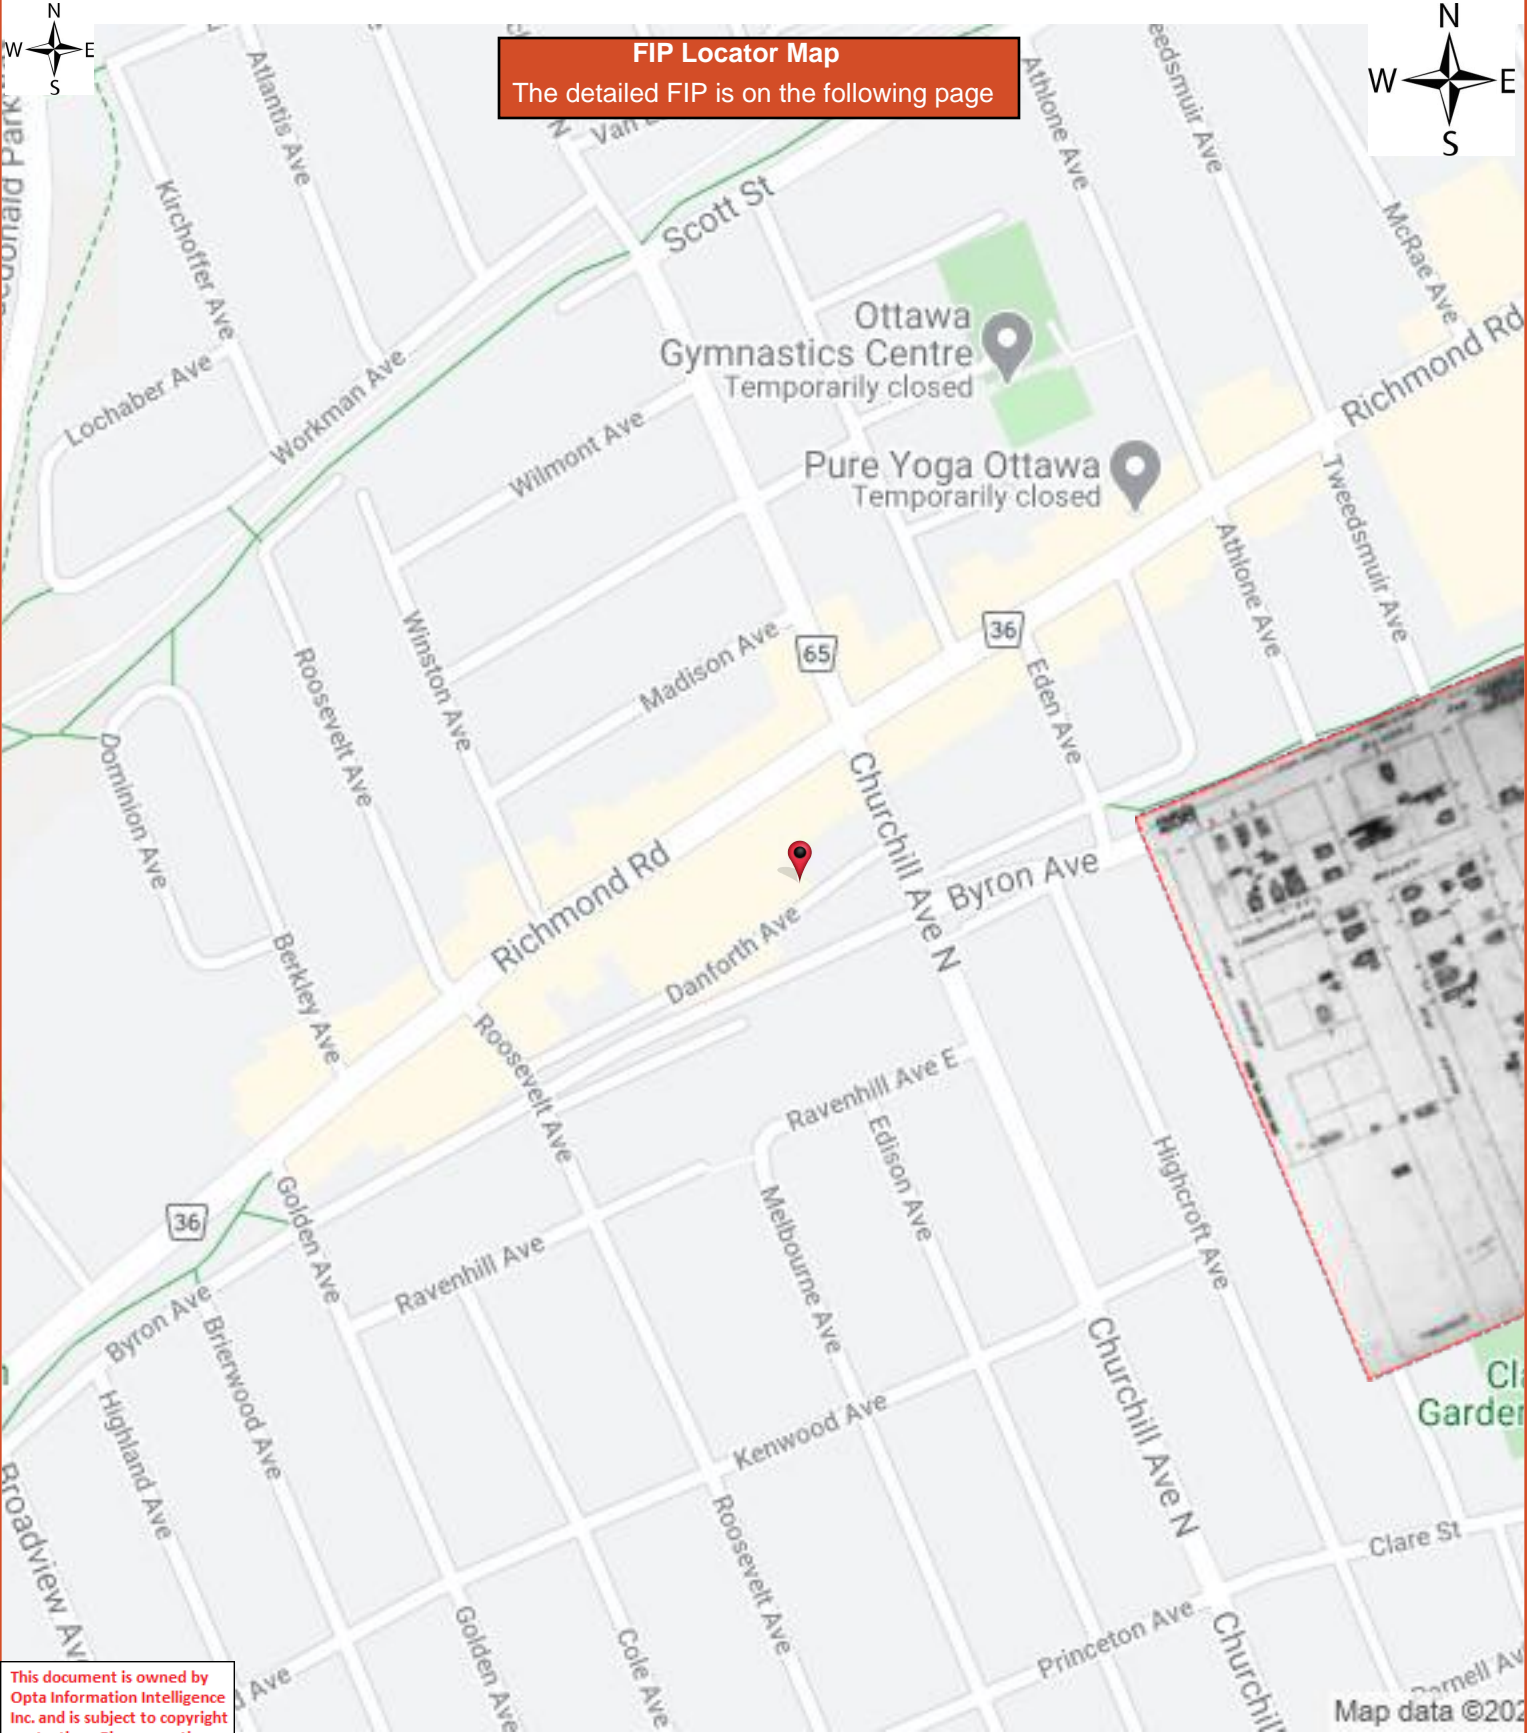 N
W E
S
FIP Locator Map
The detailed FIP is on the following page
N
W E
S
Atlantis Ave
Athlone Ave
McRae Ave
Kirchoffer Ave
Scott St
Richmond Rd
Ottawa
Gymnastics Centre
Temporarily closed
Lochaber Ave
Workman Ave
Wilmont Ave
Pure Yoga Ottawa
Temporarily closed
Tweedsmuir Ave
Athlone Ave
Winston Ave
Roosevelt Ave
Madison Ave
65
36
Eden Ave
Dominion Ave
Churchill Ave N
Richmond Rd
Byron Ave
Danforth Ave
Berkley Ave
Roosevelt Ave
Ravenhill Ave E
Edison Ave
Highcroft Ave
Melbourne Ave
36
Golden Ave
Ravenhill Ave
Byron Ave
Brierwood Ave
Highland Ave
Kenwood Ave
Churchill Ave N
Roosevelt Ave
Clare St
Golden Ave
Cole Ave
Princeton Ave
Churchill
Ave
This document is owned by
Opta Information Intelligence
Inc. and is subject to copyright
Map data ©202